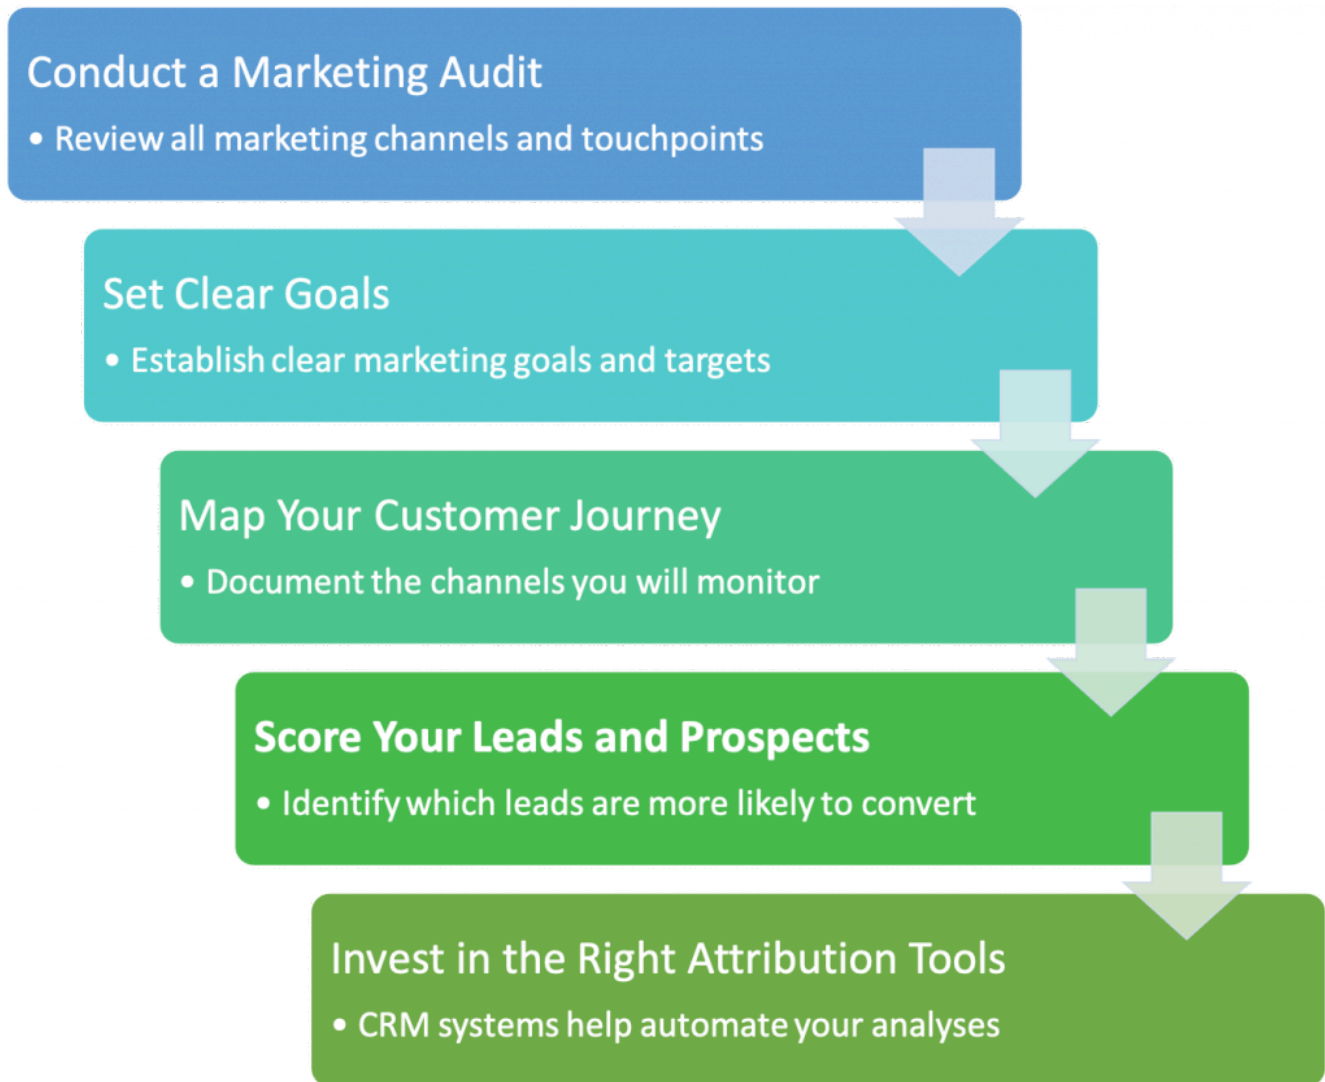 Conduct a Marketing Audit
• Review all marketing channels and touchpoints
Set Clear Goals
• Establish clear marketing goals and targets
Map Your Customer Journey
• Document the channels you will monitor
Score Your Leads and Prospects
• Identify which leads are more likely to convert
Invest in the Right Attribution Tools
• CRM systems help automate your analyses